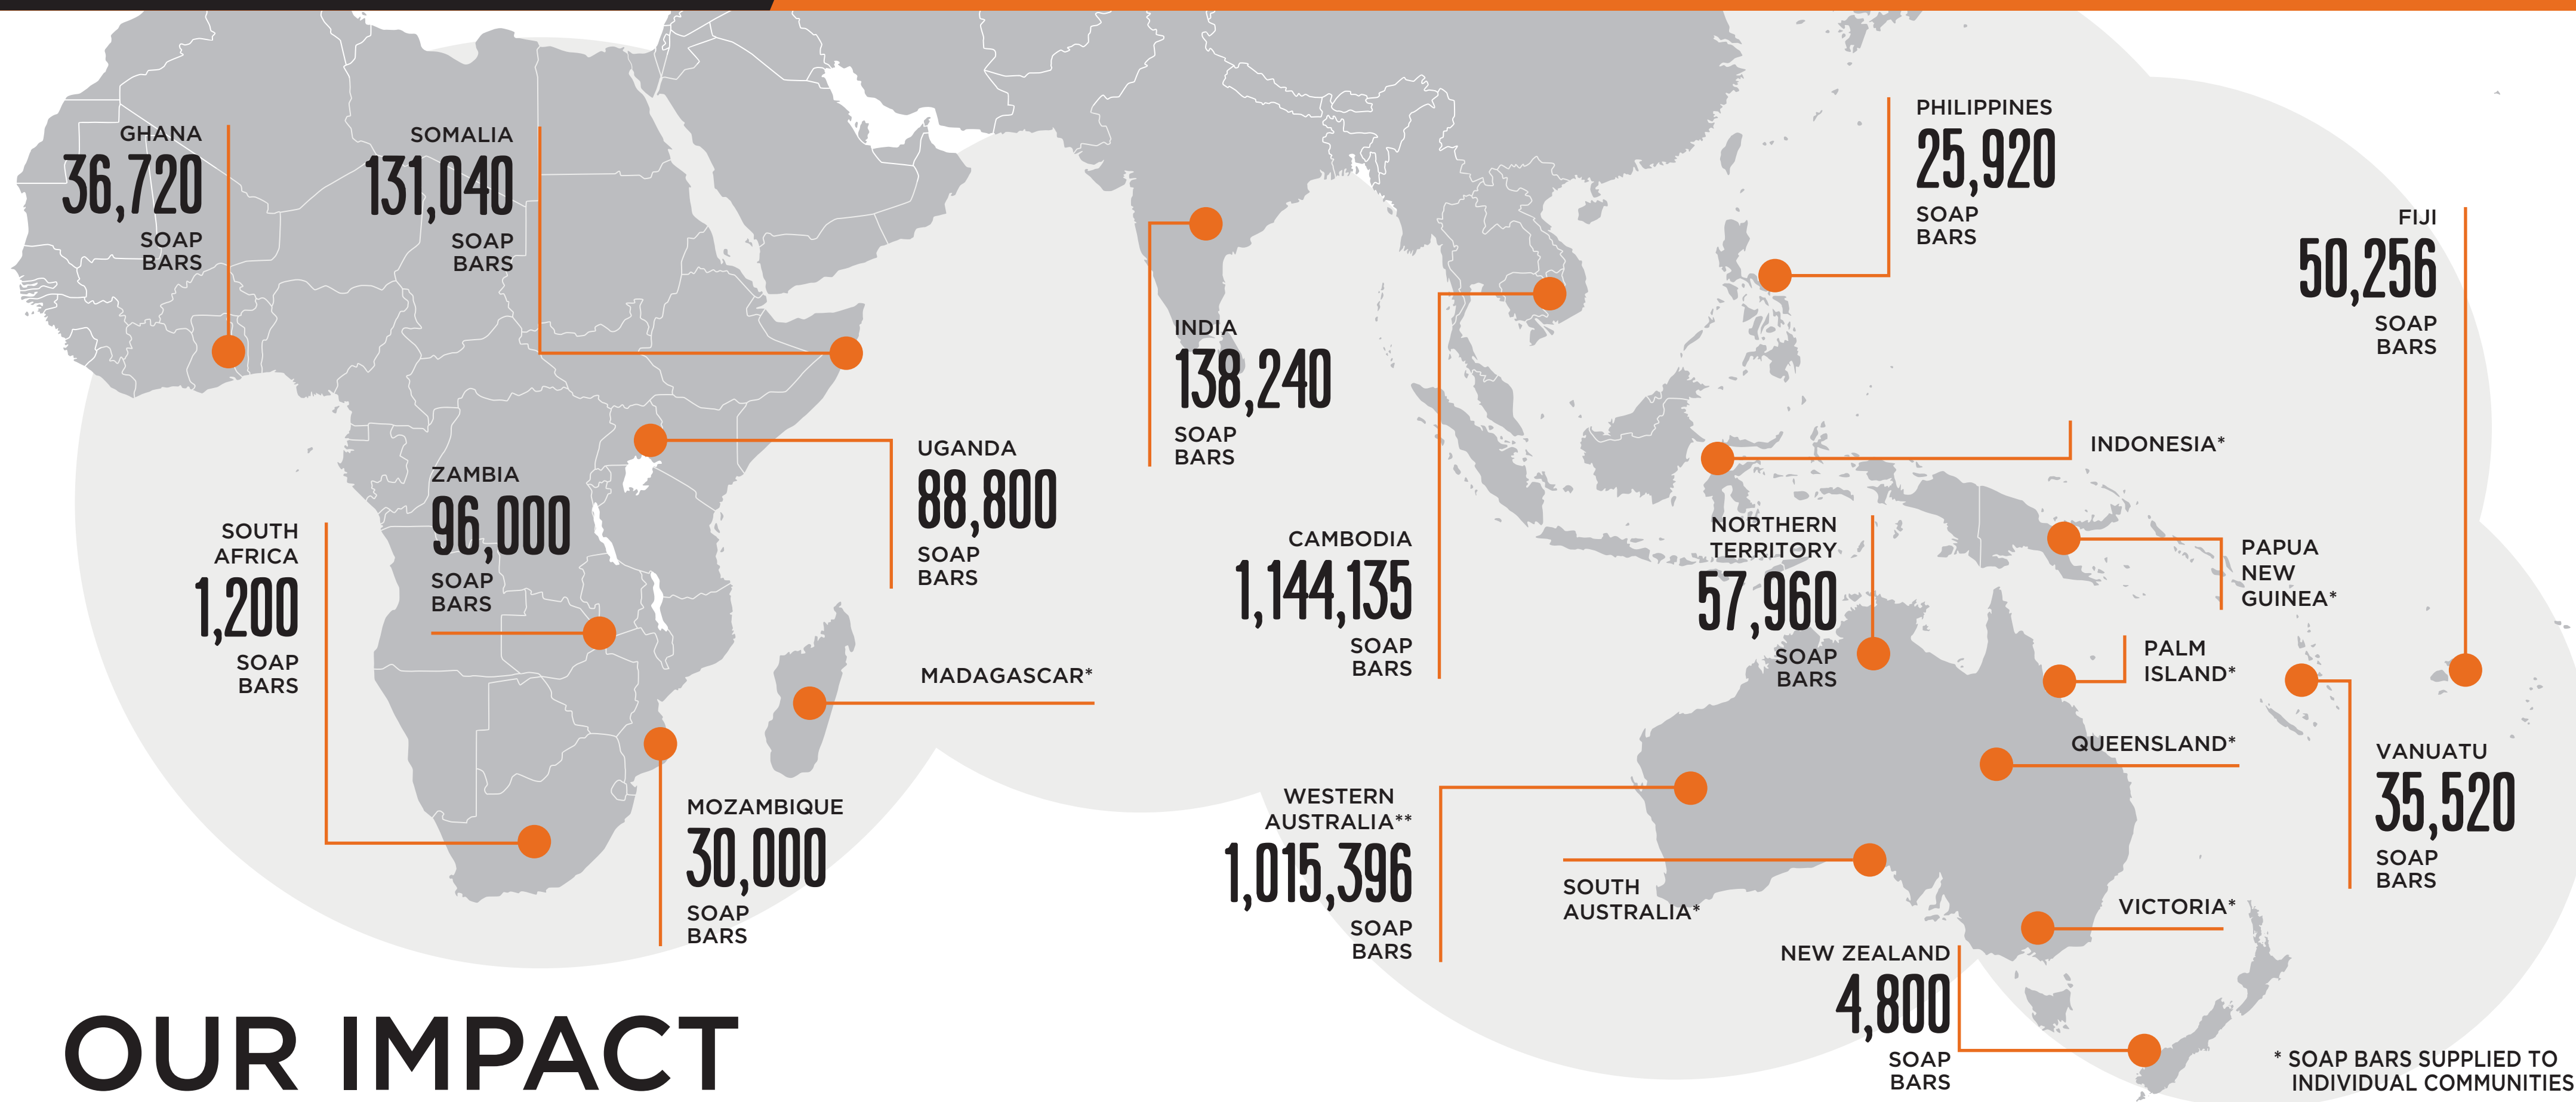 GHANA
36,720
SOAP
BARS
SOMALIA
131,040
SOAP
BARS
PHILIPPINES
25,920
SOAP
BARS
FIJI
50,256
SOAP
BARS
INDIA
138,240
SOAP
BARS
UGANDA
88,800
SOAP
BARS
ZAMBIA
96,000
SOAP
BARS
SOUTH
AFRICA
1,200
SOAP
BARS
INDONESIA*
CAMBODIA
1,144,135
SOAP
BARS
NORTHERN
TERRITORY
57,960
SOAP
BARS
PAPUA
NEW
GUINEA*
PALM
ISLAND*
MADAGASCAR*
QUEENSLAND*
VANUATU
35,520
SOAP
BARS
MOZAMBIQUE
30,000
SOAP
BARS
WESTERN
AUSTRALIA**
1,015,396
SOAP
BARS
SOUTH
AUSTRALIA*
VICTORIA*
NEW ZEALAND
4,800
SOAP
BARS
OUR IMPACT
* SOAP BARS SUPPLIED TO
INDIVIDUAL COMMUNITIES